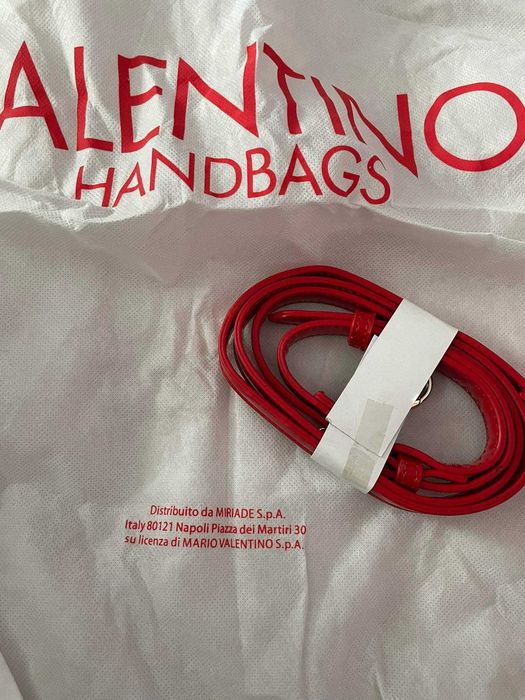 ALENTINO
HANDBAGS
Distribuito da MIRIADE S.p.A.
Italy 80121 Napoli Piazza dei Martiri 30
su licenza di MARIO VALENTINO S.p.A.